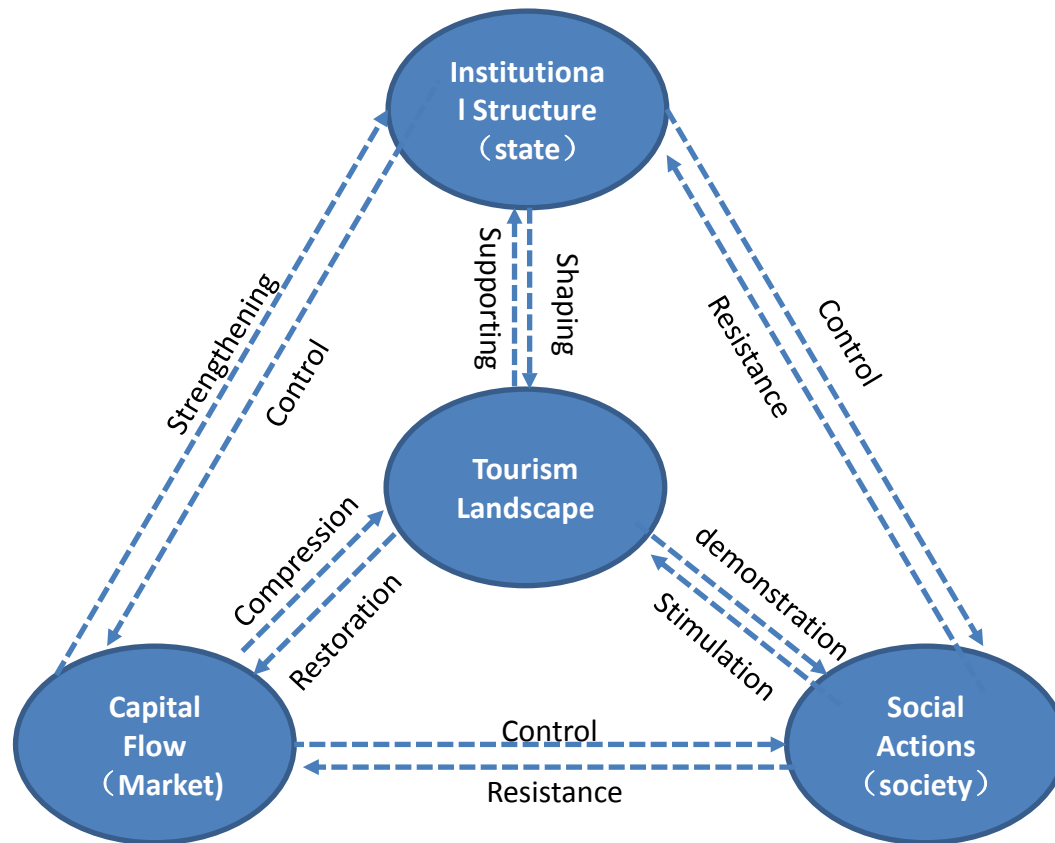 Institutiona
l Structure
（state）
Strengthening
Control
Supporting
Shaping
Resistance
Control
Tourism
Landscape
Compression
Restoration
demonstration
Stimulation
Capital
Flow
（Market)
Control
Resistance
Social
Actions
（society）